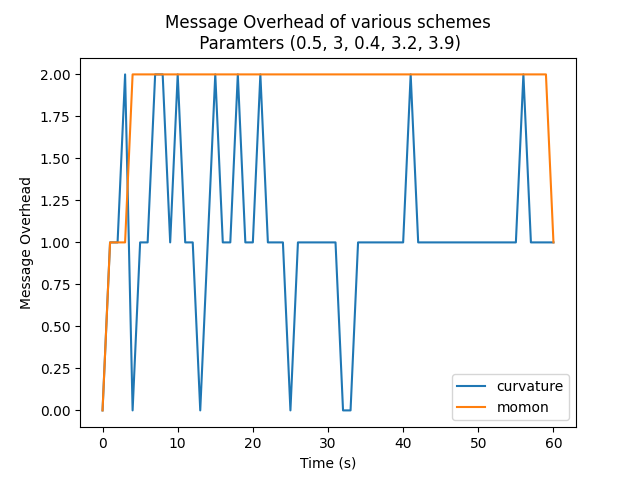 Message Overhead of various schemes
Paramters (0.5, 3, 0.4, 3.2, 3.9)
2.00
1.75
1.50
1.25
1.00
0.75
0.50
0.25
0.00
Message Overhead
curvature
momon
0 10 20 30 40 50 60
Time (s)